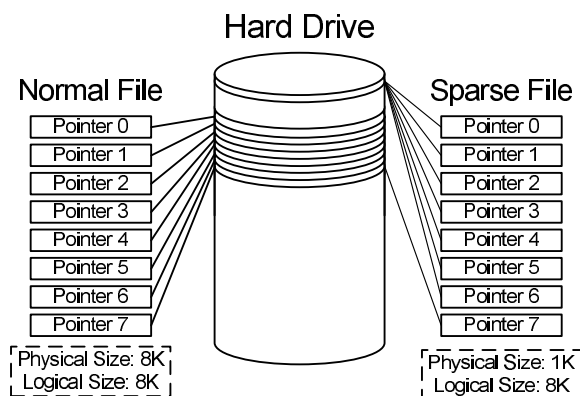 Hard Drive
Normal File
Pointer 0
Pointer 1
Pointer 2
Pointer 3
Pointer 4
Pointer 5
Pointer 6
Pointer 7
Physical Size: 8K
Logical Size: 8K
Sparse File
Pointer 0
Pointer 1
Pointer 2
Pointer 3
Pointer 4
Pointer 5
Pointer 6
Pointer 7
Physical Size: 1K
Logical Size: 8K